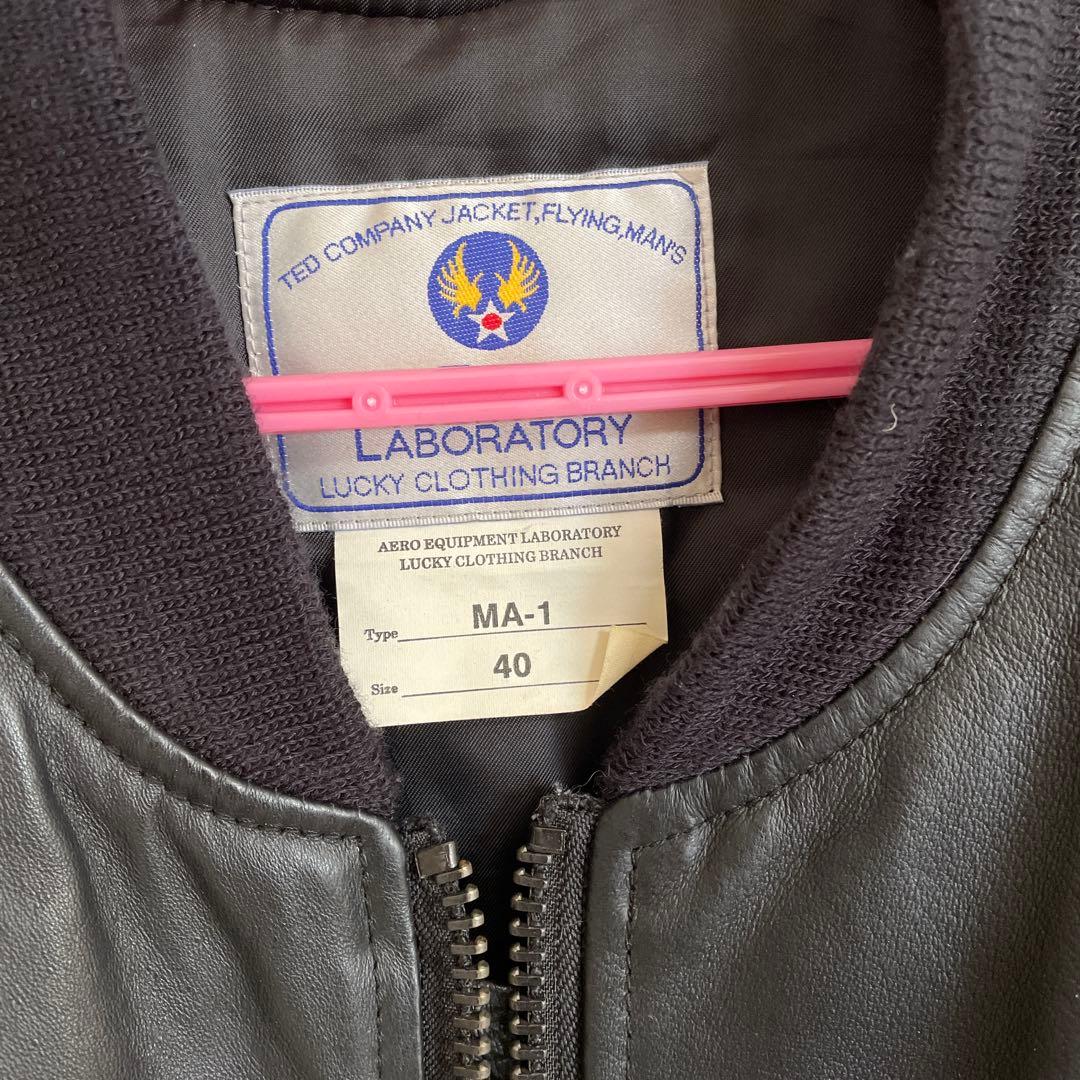 TED COMPANY JACKET,FLYING,MAN'S
LABORATORY
LUCKY CLOTHING BRANCH
AERO EQUIPMENT LABORATORY
LUCKY CLOTHING BRANCH
Type MA-1
Size 40